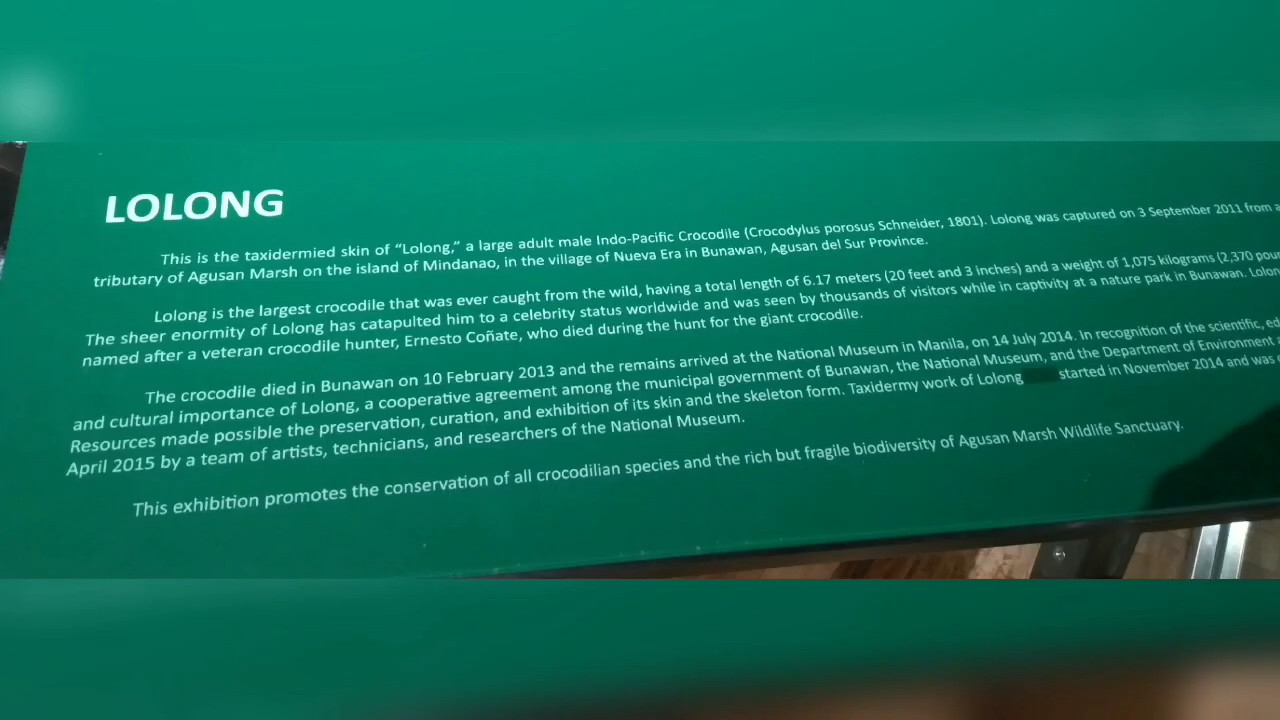 LOLONG
This is the taxidermied skin of “Lolong,” a large adult male Indo-Pacific Crocodile (Crocodylus porosus Schneider, 1801). Lolong was captured on 3 September 2011 from a
tributary of Agusan Marsh on the island of Mindanao, in the village of Nueva Era in Bunawan, Agusan del Sur Province.
Lolong is the largest crocodile that was ever caught from the wild, having a total length of 6.17 meters (20 feet and 3 inches) and a weight of 1,075 kilograms (2,370
The sheer enormity of Lolong has catapulted him to a celebrity status worldwide and was seen by thousands of visitors while in captivity at a nature park in Bunawan.
named after a veteran crocodile hunter, Ernesto Coñate, who died during the hunt for the giant crocodile.
The crocodile died in Bunawan on 10 February 2013 and the remains arrived at the National Museum in Manila, on 14 July 2014. In recognition of the scientific,
and cultural importance of Lolong, a cooperative agreement among the municipal government of Bunawan, the National Museum, and the Department of Environment
Resources made possible the preservation, curation, and exhibition of its skin and the skeleton form. Taxidermy work of Lolong started in November 2014 and was
April 2015 by a team of artists, technicians, and researchers of the National Museum.
This exhibition promotes the conservation of all crocodilian species and the rich but fragile biodiversity of Agusan Marsh Wildlife Sanctuary.